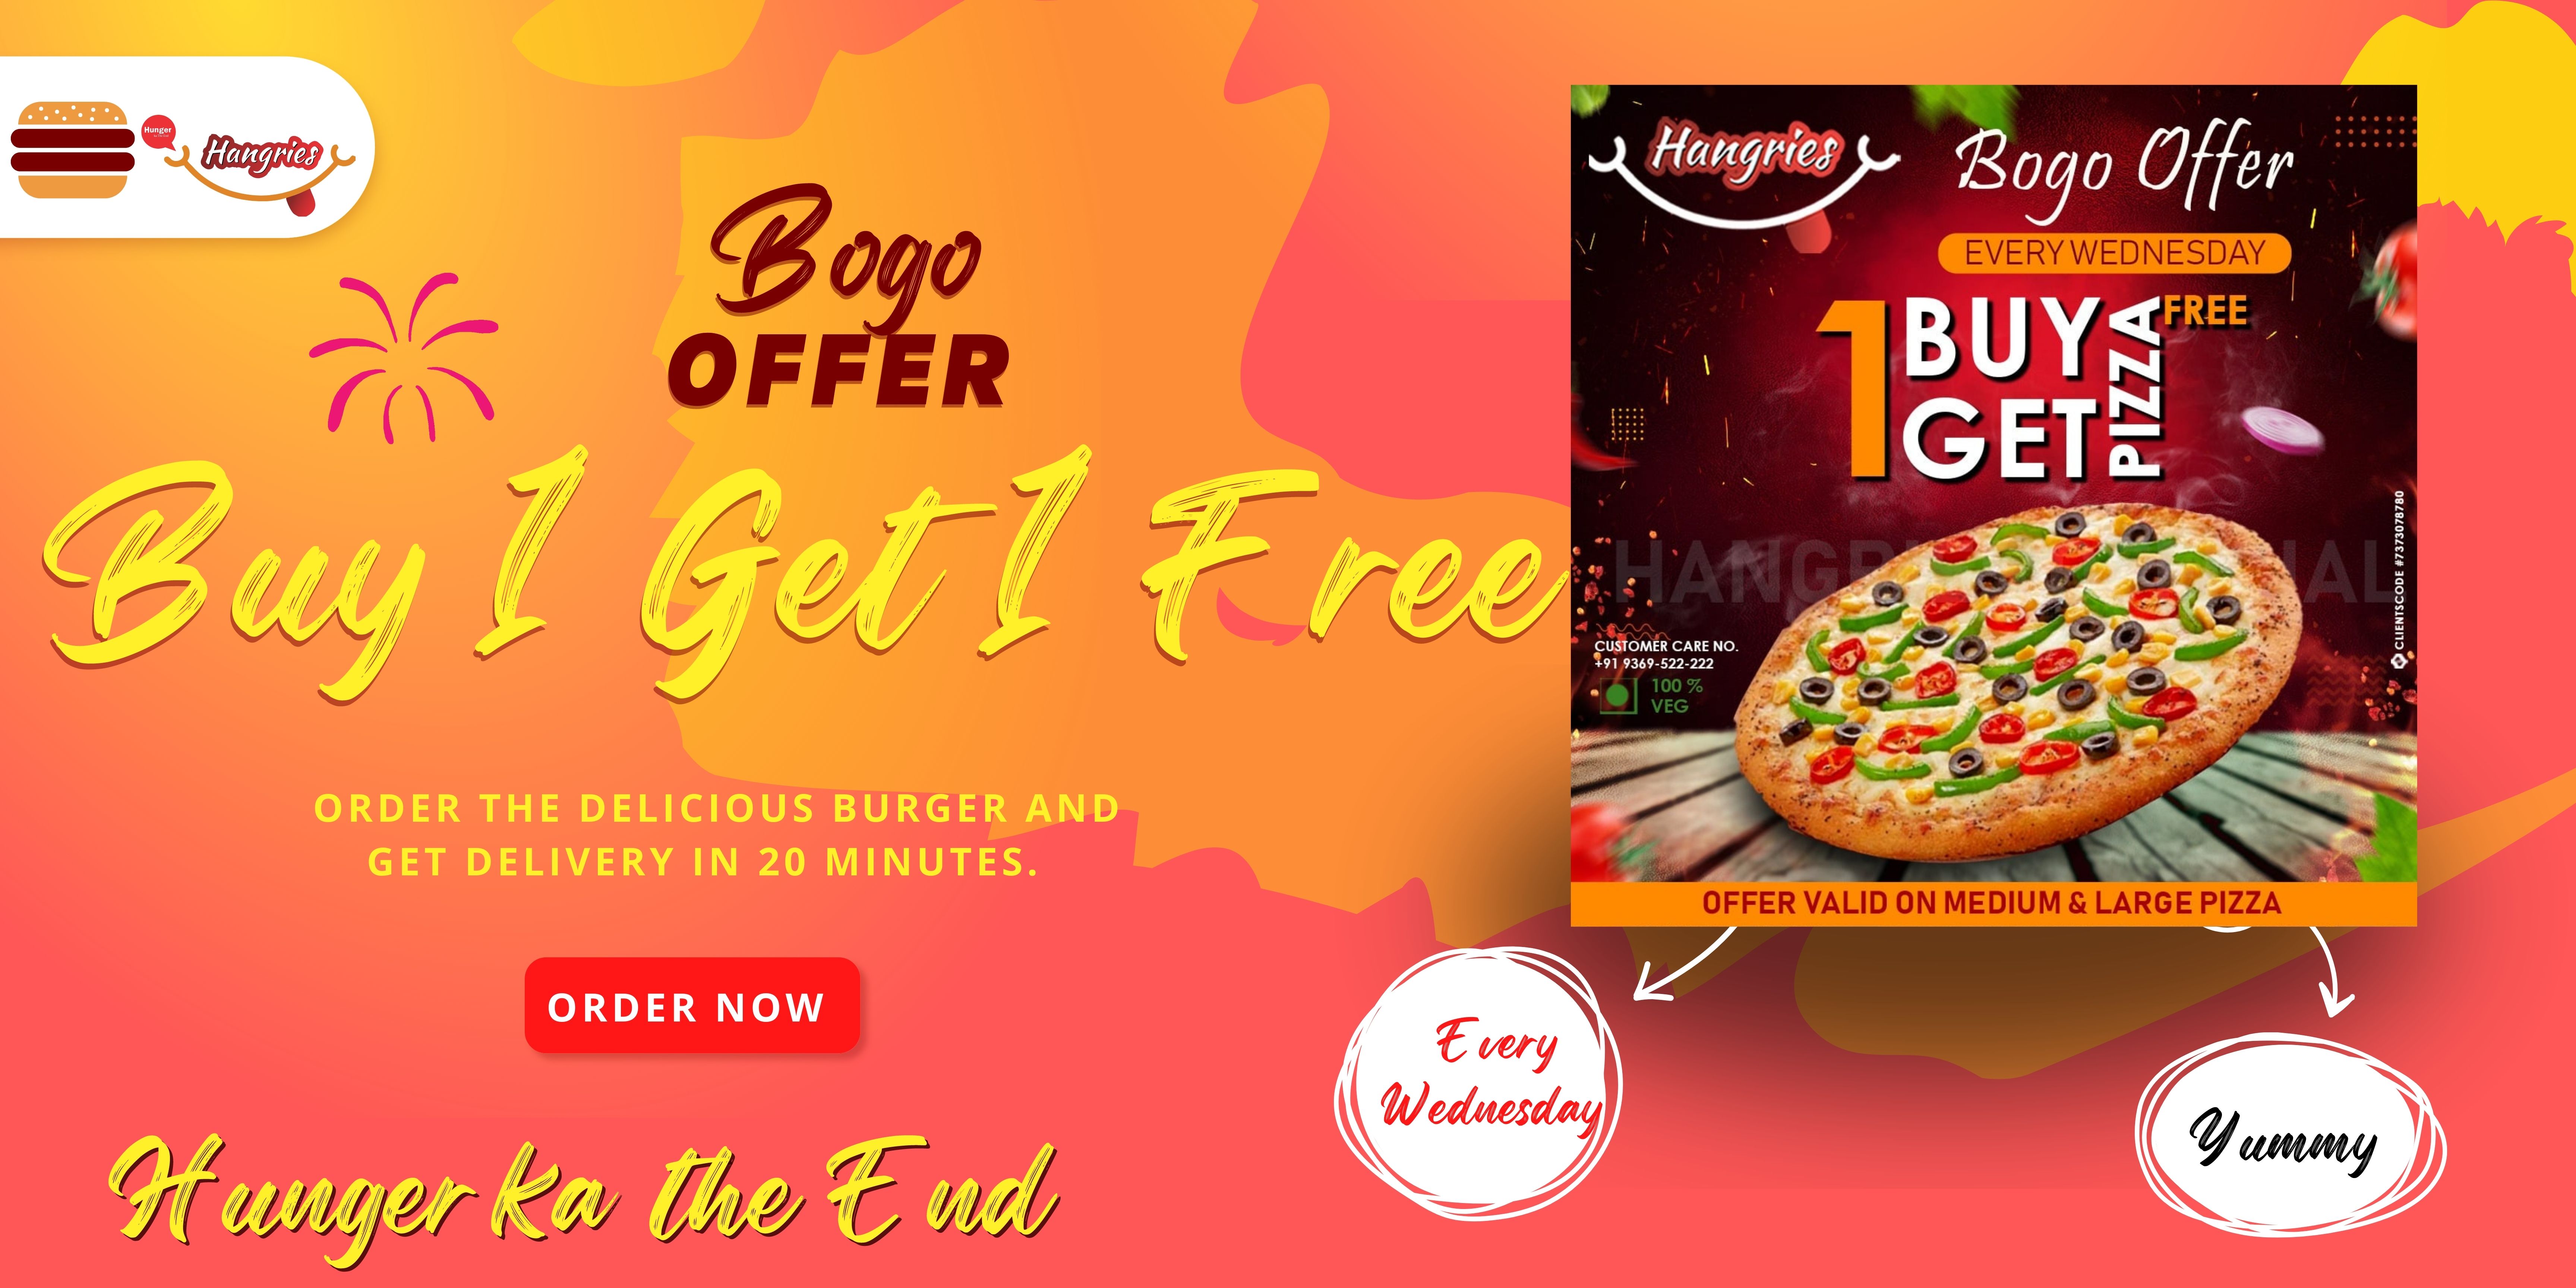 Hunger
Hangries
Bogo
OFFER
Buy 1 Get 1 Free
ORDER THE DELICIOUS BURGER AND
GET DELIVERY IN 20 MINUTES.
ORDER NOW
Hunger ka the End
Hangries
Bogo Offer
EVERY WEDNESDAY
1 BUY
GET
PIZZA
FREE
CLIENTSCODE #7373078780
CUSTOMER CARE NO.
+91 9369-522-222
100 %
VEG
OFFER VALID ON MEDIUM & LARGE PIZZA
Every
Wednesday
Yummy